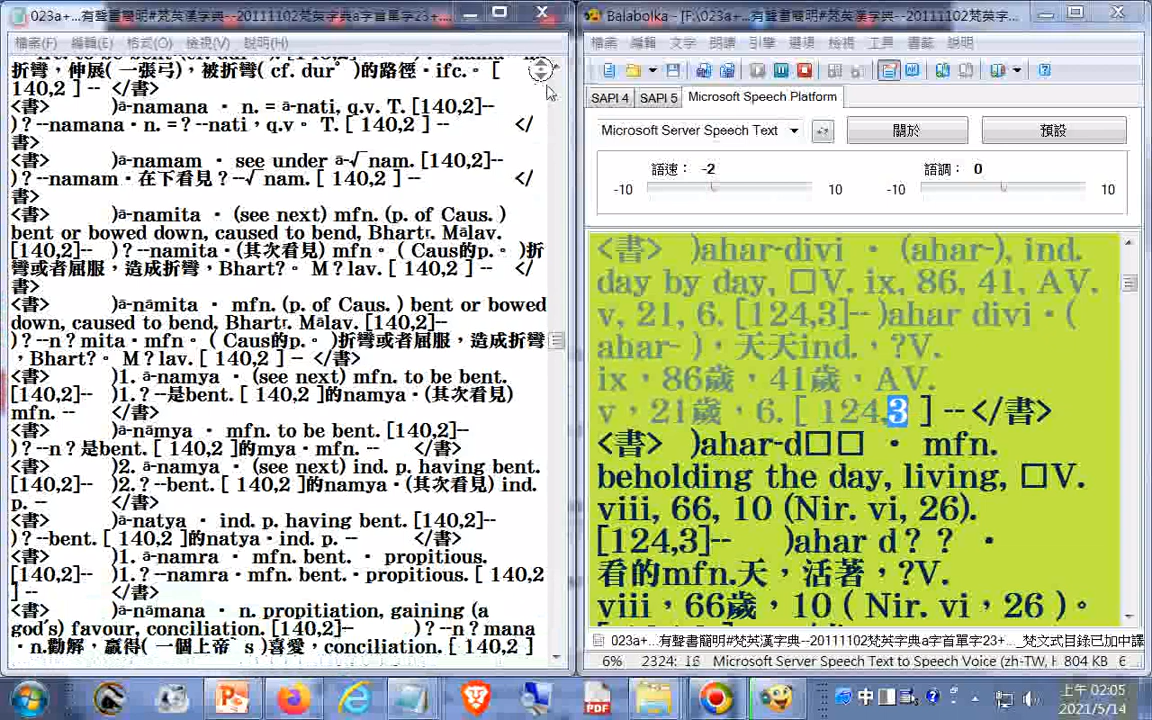 023a+...有聲書簡明#梵英漢字典--20111102梵英字典a字首單字23+...
檔案(F) 編輯(E) 格式(O) 檢視(V) 說明(H)
折彎，伸展( 一張弓)，被折彎( cf. dur°)的路徑・ifc. [
140,2 ] -- </書>
<書> )ā-namana • n. = ā-nati, q.v. T. [140,2]--
)? --namana・n. =? --nati，q.v。 T. [ 140,2 ] -- </
書>
<書> )ā-namam • see under ā-√nam. [140,2]--
)? --namam・在下看見？--√nam. [ 140,2 ] -- </
書>
<書> )ā-namita • (see next) mfn. (p. of Caus. )
bent or bowed down, caused to bend, Bhartr. Mālav.
[140,2]-- )? --namita・(其次看見) mfn。 ( Caus的p.。 )折
彎或者屈服，造成折彎，Bhart?。 M？lav. [ 140,2 ] -- </
書>
<書> )ā-nāmita • mfn. (p. of Caus. ) bent or bowed
down, caused to bend, Bhartr. Mālav. [140,2]--
)? --n？mita・mfn。 ( Caus的p.。 )折彎或者屈服，造成折彎
，Bhart?。 M？lav. [ 140,2 ] -- </書>
<書> )1. ā-namya • (see next) mfn. to be bent.
[140,2]-- )1.? --是bent. [ 140,2 ]的namya・(其次看見)
mfn. -- </書>
<書> )ā-nāmya • mfn. to be bent. [140,2]--
)? --n？是bent. [ 140,2 ]的mya・mfn. -- </書>
<書> )2. ā-namya • (see next) ind. p. having bent.
[140,2]-- )2.? --bent. [ 140,2 ]的namya・(其次看見) ind.
p. -- </書>
<書> )ā-natya • ind. p. having bent. [140,2]--
)? --bent. [ 140,2 ]的natya・ind. p. -- </書>
<書> )1. ā-namra • mfn. bent. • propitious.
[140,2]-- )1.? --namra・mfn. bent.・propitious. [ 140,2
] -- </書>
<書> )ā-nāmana • n. propitiation, gaining (a
god's) favour, conciliation. [140,2]-- )? --n？mana
・n.勸解，贏得( 一個上帝`s )喜愛，conciliation. [ 140,2 ]
Balabolka - [F:\023a+...有聲書簡明#梵英漢字典--20111102梵英字...
檔案 編輯 文字 朗讀 引擎 選項 檢視 工具 書籤 說明
SAPI 4 SAPI 5 Microsoft Speech Platform
Microsoft Server Speech Text 關於 預設
語速： -2 語調： 0
-10 10 -10 10
<書> )ahar-divi • (ahar-), ind.
day by day, □V. ix, 86, 41, AV.
v, 21, 6. [124,3]-- )ahar divi・(
ahar- )，天天ind.，?V.
ix，86歲，41歲，AV.
v，21歲，6. [ 124,3 ] --</書>
<書> )ahar-d□□ • mfn.
beholding the day, living, □V.
viii, 66, 10 (Nir. vi, 26).
[124,3]-- )ahar d？？・
看的mfn.天，活著，?V.
viii，66歲，10 ( Nir. vi，26 )。
023a+...有聲書簡明#梵英漢字典--20111102梵英字典a字首單字23+..._梵文式目錄已加中譯
6% 2324: 16 Microsoft Server Speech Text to Speech Voice (zh-TW, H 804 KB 6
中
上午 02:05
2021/5/14